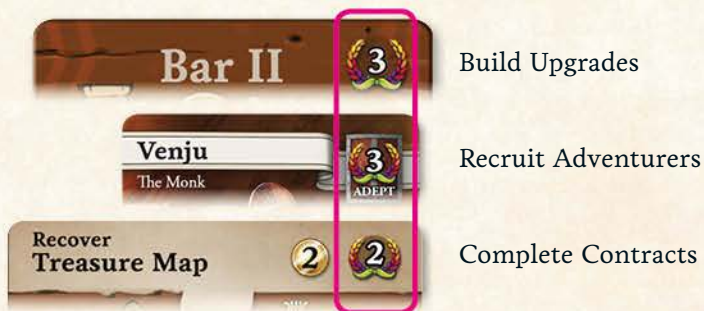 Bar II 3 Build Upgrades
Venju 3 Recruit Adventurers
The Monk ADEPT
Recover
Treasure Map 2 2 Complete Contracts